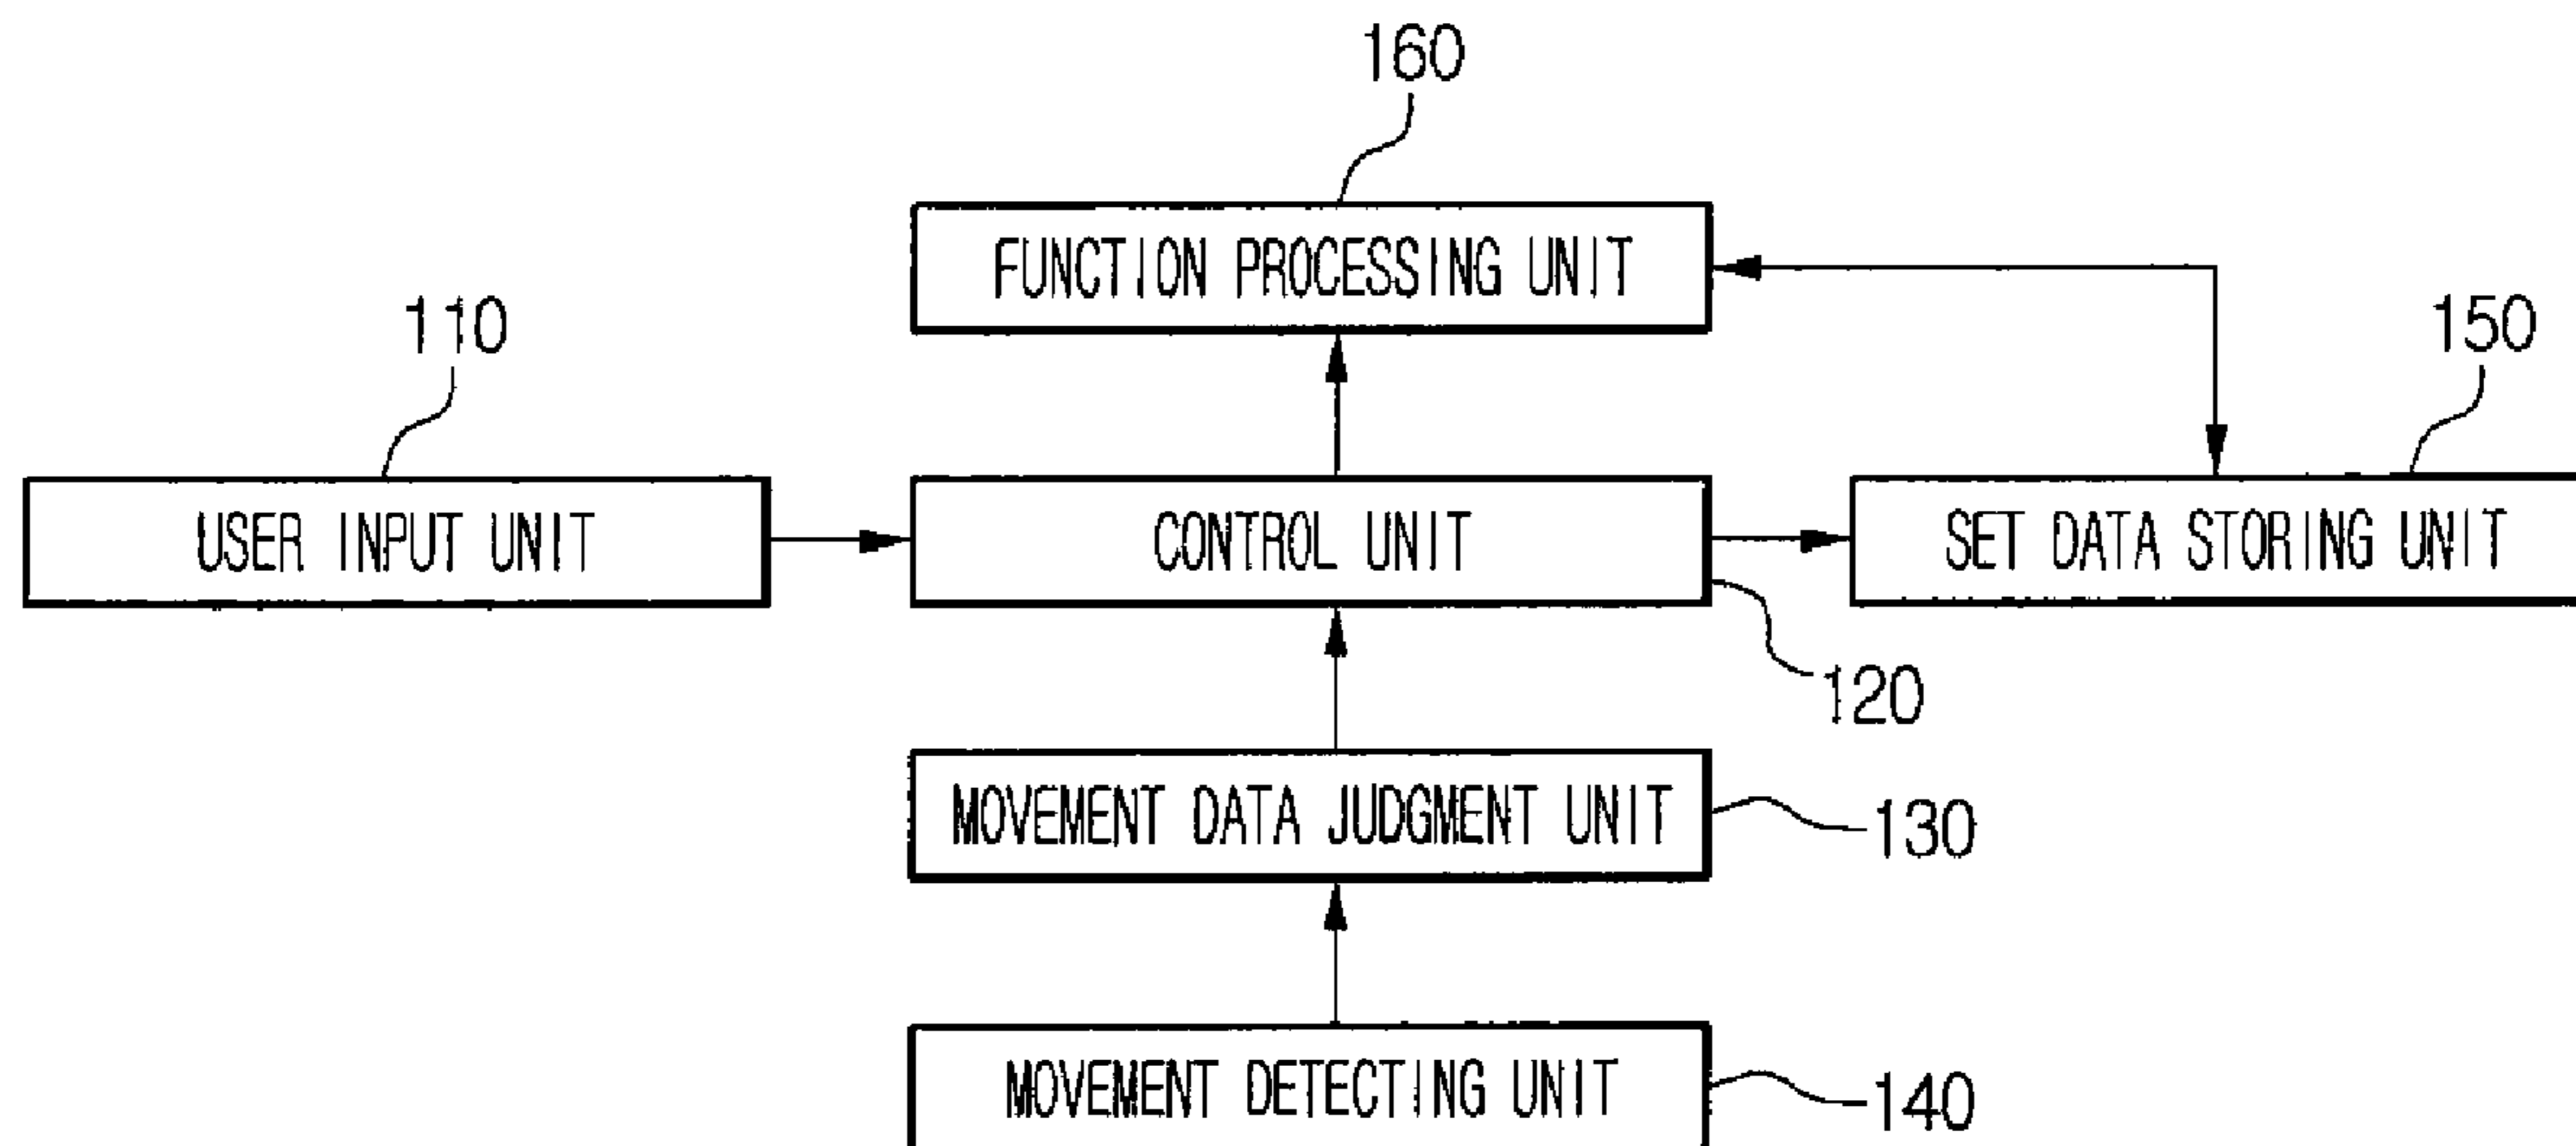 160
FUNCTION PROCESSING UNIT
110
150
USER INPUT UNIT
CONTROL UNIT
SET DATA STORING UNIT
120
MOVEMENT DATA JUDGMENT UNIT
130
MOVEMENT DETECTING UNIT
140